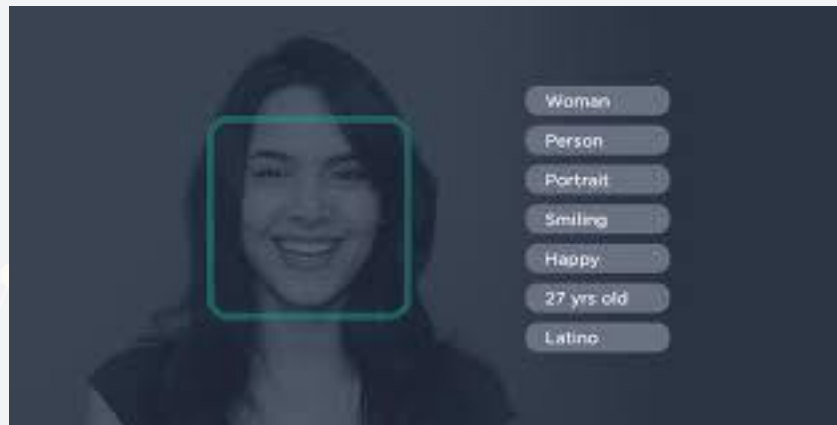 Woman
Person
Portrait
Smiling
Happy
27 yrs old
Latino